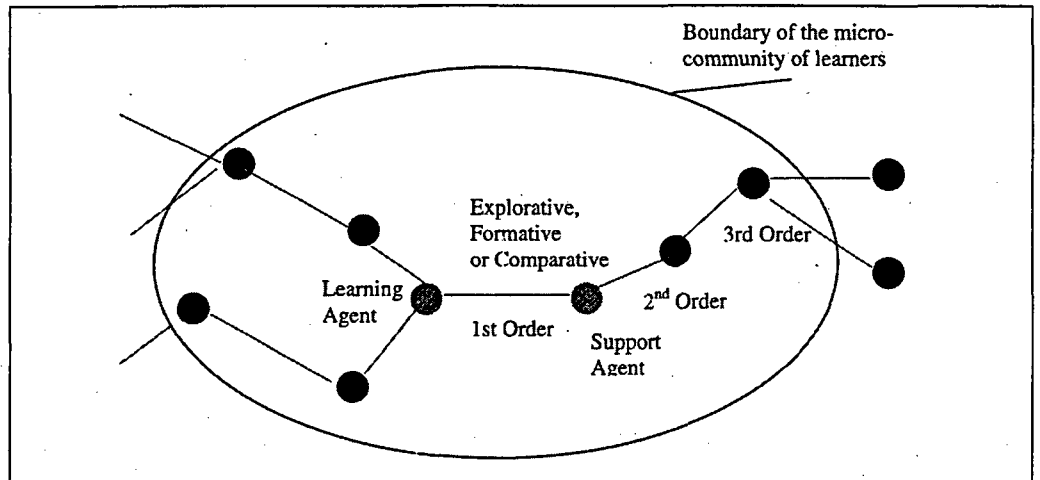 Boundary of the micro-
community of learners
Explorative,
Formative
or Comparative
3rd Order
Learning
Agent
2nd Order
1st Order
Support
Agent